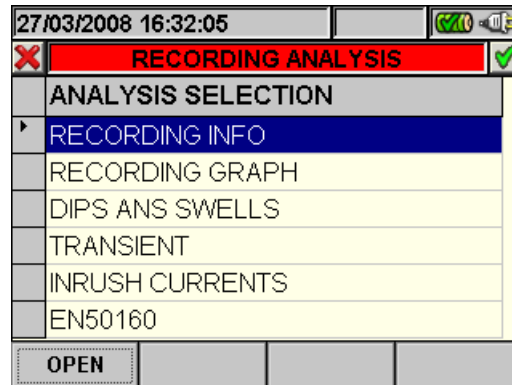 27/03/2008 16:32:05
RECORDING ANALYSIS
ANALYSIS SELECTION
RECORDING INFO
RECORDING GRAPH
DIPS ANS SWELLS
TRANSIENT
INRUSH CURRENTS
EN50160
OPEN